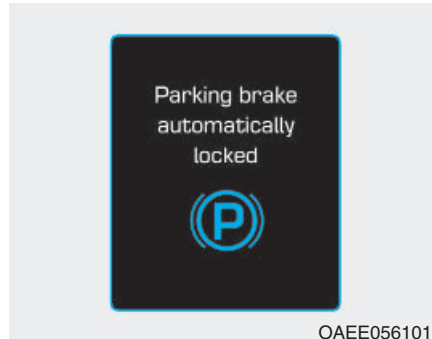 Parking brake
automatically
locked
P
OAEE056101